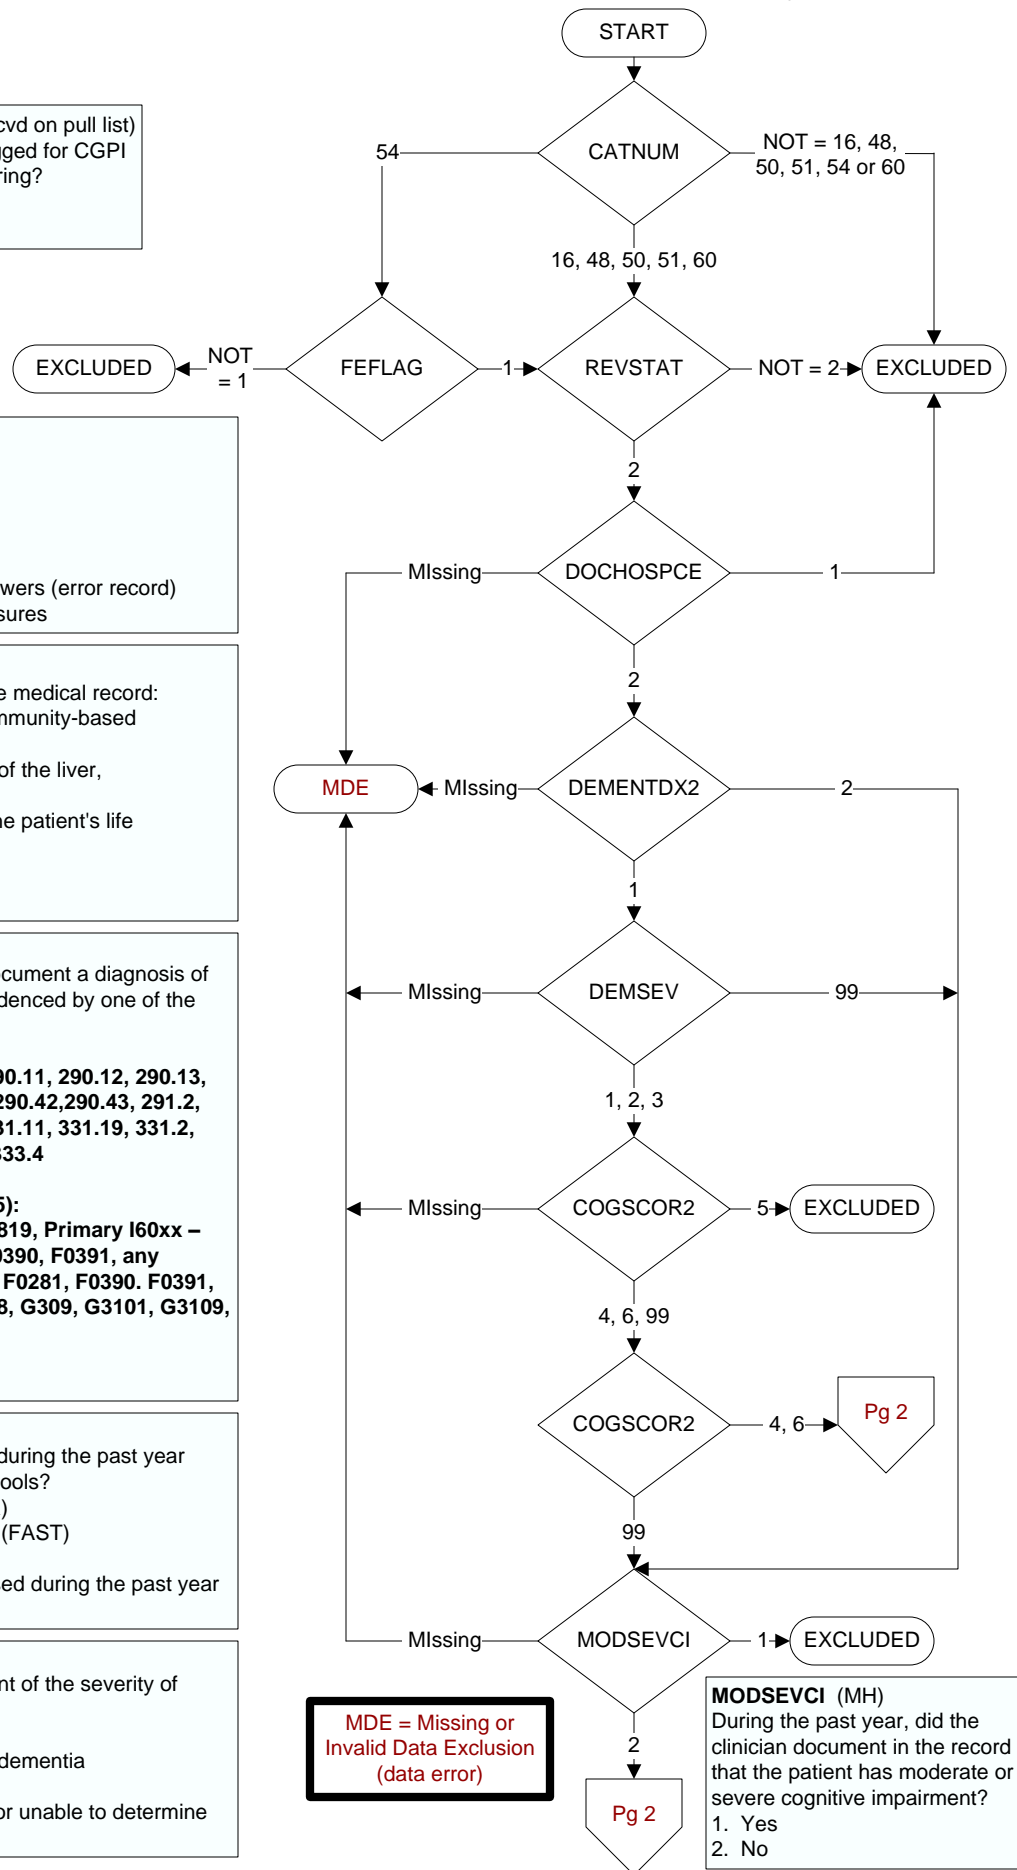 START
cvd on pull list)
gged for CGPI
ring?
54
CATNUM
NOT = 16, 48,
50, 51, 54 or 60
16, 48, 50, 51, 60
EXCLUDED
NOT
= 1
FEFLAG
1
REVSTAT
NOT = 2
EXCLUDED
2
wers (error record)
sures
MIssing
DOCHOSPCE
1
2
e medical record:
mmunity-based
of the liver,
he patient's life
MDE
MIssing
DEMENTDX2
2
1
ocument a diagnosis of
idenced by one of the
90.11, 290.12, 290.13,
290.42,290.43, 291.2,
31.11, 331.19, 331.2,
333.4
5):
819, Primary I60xx –
0390, F0391, any
F0281, F0390. F0391,
8, G309, G3101, G3109,
MIssing
DEMSEV
99
1, 2, 3
MIssing
COGSCOR2
5
EXCLUDED
4, 6, 99
COGSCOR2
4, 6
Pg 2
99
during the past year
ools?
)
(FAST)
sed during the past year
MIssing
MODSEVCI
1
EXCLUDED
2
Pg 2
nt of the severity of
dementia
or unable to determine
MDE = Missing or
Invalid Data Exclusion
(data error)
MODSEVCI (MH)
During the past year, did the
clinician document in the record
that the patient has moderate or
severe cognitive impairment?
1. Yes
2. No